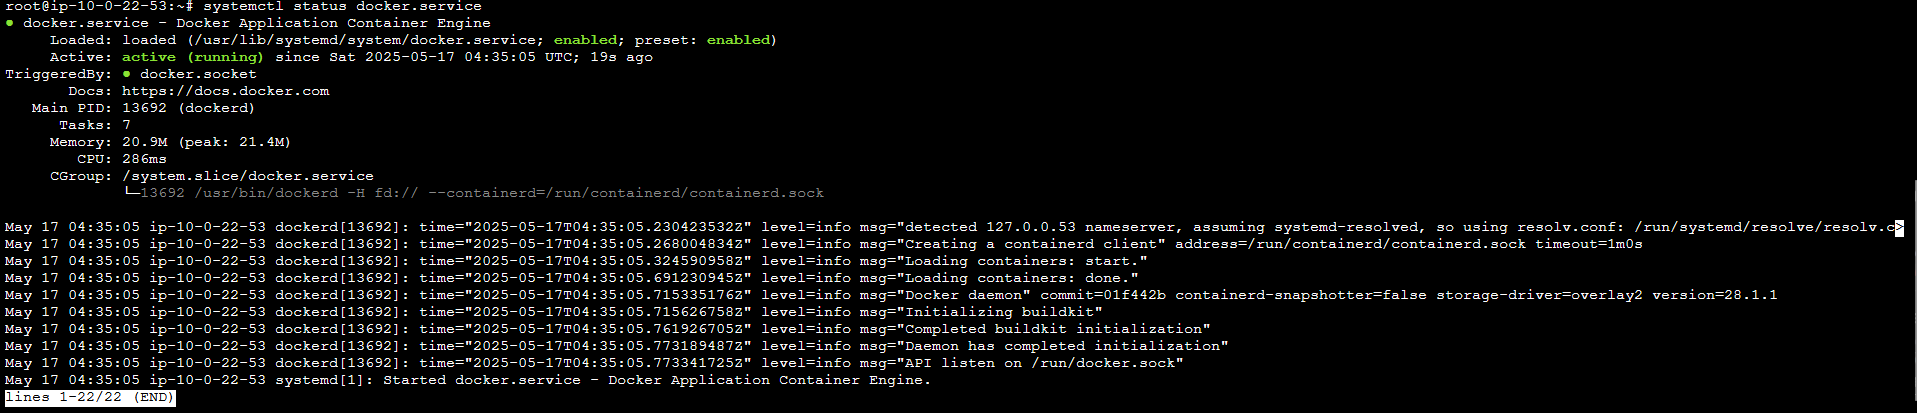 root@ip-10-0-22-53:~# systemctl status docker.service
● docker.service - Docker Application Container Engine
     Loaded: loaded (/usr/lib/systemd/system/docker.service; enabled; preset: enabled)
     Active: active (running) since Sat 2025-05-17 04:35:05 UTC; 19s ago
TriggeredBy: ● docker.socket
       Docs: https://docs.docker.com
   Main PID: 13692 (dockerd)
      Tasks: 7
     Memory: 20.9M (peak: 21.4M)
        CPU: 286ms
     CGroup: /system.slice/docker.service
             └─13692 /usr/bin/dockerd -H fd:// --containerd=/run/containerd/containerd.sock

May 17 04:35:05 ip-10-0-22-53 dockerd[13692]: time="2025-05-17T04:35:05.230423532Z" level=info msg="detected 127.0.0.53 nameserver, assuming systemd-resolved, so using resolv.conf: /run/systemd/resolve/resolv.c>
May 17 04:35:05 ip-10-0-22-53 dockerd[13692]: time="2025-05-17T04:35:05.268004834Z" level=info msg="Creating a containerd client" address=/run/containerd/containerd.sock timeout=1m0s
May 17 04:35:05 ip-10-0-22-53 dockerd[13692]: time="2025-05-17T04:35:05.324590958Z" level=info msg="Loading containers: start."
May 17 04:35:05 ip-10-0-22-53 dockerd[13692]: time="2025-05-17T04:35:05.691230945Z" level=info msg="Loading containers: done."
May 17 04:35:05 ip-10-0-22-53 dockerd[13692]: time="2025-05-17T04:35:05.715335176Z" level=info msg="Docker daemon" commit=01f442b containerd-snapshotter=false storage-driver=overlay2 version=28.1.1
May 17 04:35:05 ip-10-0-22-53 dockerd[13692]: time="2025-05-17T04:35:05.715626758Z" level=info msg="Initializing buildkit"
May 17 04:35:05 ip-10-0-22-53 dockerd[13692]: time="2025-05-17T04:35:05.761926705Z" level=info msg="Completed buildkit initialization"
May 17 04:35:05 ip-10-0-22-53 dockerd[13692]: time="2025-05-17T04:35:05.773189487Z" level=info msg="Daemon has completed initialization"
May 17 04:35:05 ip-10-0-22-53 dockerd[13692]: time="2025-05-17T04:35:05.773341725Z" level=info msg="API listen on /run/docker.sock"
May 17 04:35:05 ip-10-0-22-53 systemd[1]: Started docker.service - Docker Application Container Engine.
lines 1-22/22 (END)